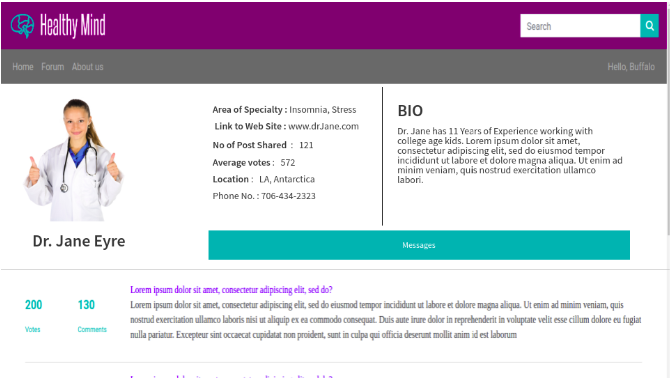 Healthy Mind
Search
Home Forum About us
Hello, Buffalo
Area of Specialty : Insomnia, Stress
Link to Web Site : www.drJane.com
No of Post Shared : 121
Average votes : 572
Location : LA, Antarctica
Phone No. : 706-434-2323
BIO
Dr. Jane has 11 Years of Experience working with
college age kids. Lorem ipsum dolor sit amet,
consectetur adipiscing elit, sed do eiusmod tempor
incididunt ut labore et dolore magna aliqua. Ut enim ad
minim veniam, quis nostrud exercitation ullamco
labori.
Dr. Jane Eyre
Messages
200
Votes
130
Comments
Lorem ipsum dolor sit amet, consectetur adipiscing elit, sed do?
Lorem ipsum dolor sit amet, consectetur adipiscing elit, sed do eiusmod tempor incididunt ut labore et dolore magna aliqua. Ut enim ad minim veniam, quis
nostrud exercitation ullamco laboris nisi ut aliquip ex ea commodo consequat. Duis aute irure dolor in reprehenderit in voluptate velit esse cillum dolore eu fugiat
nulla pariatur. Excepteur sint occaecat cupidatat non proident, sunt in culpa qui officia deserunt mollit anim id est laborum